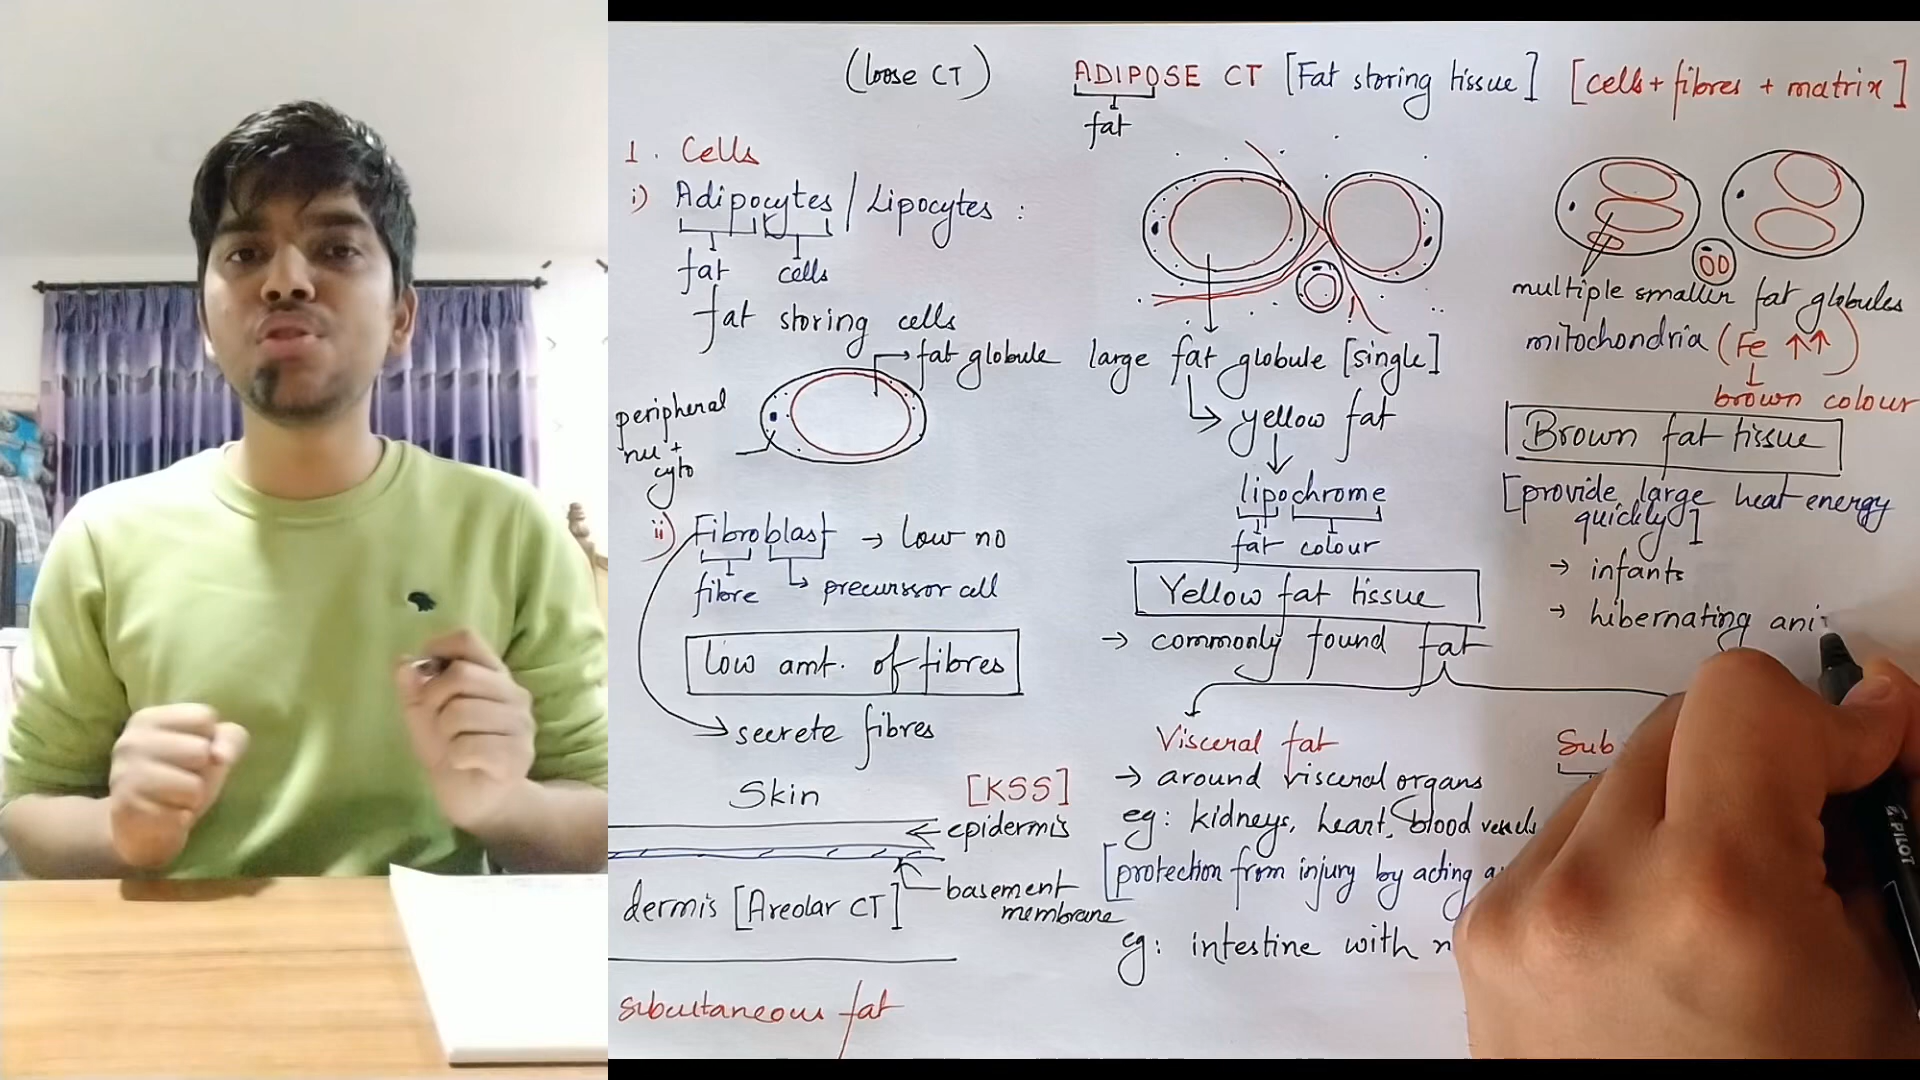 (loose CT) ADIPOSE CT [Fat storing tissue] [cells + fibres + matrix]
fat
1. Cells
i) Adipocytes / Lipocytes :
fat cells
fat storing cells
fat globule
peripheral
nu +
cyto
ii) Fibroblast → low no
fibre precurssor cell
low amt. of fibres
secrete fibres
Skin [KSS]
epidermis
basement
membrane
dermis [Areolar CT]
subcutaneous fat
large fat globule [single]
yellow fat
lipochrome
fat colour
Yellow fat tissue
→ commonly found fat
Visceral fat
→ around visceral organs
eg: kidneys, heart, blood vessels
[protection from injury by acting
eg: intestine with
Sub
multiple smaller fat globules
mitochondria (Fe ↑↑)
brown colour
Brown fat tissue
[provide large heat energy
quickly]
→ infants
→ hibernating ani
PILOT